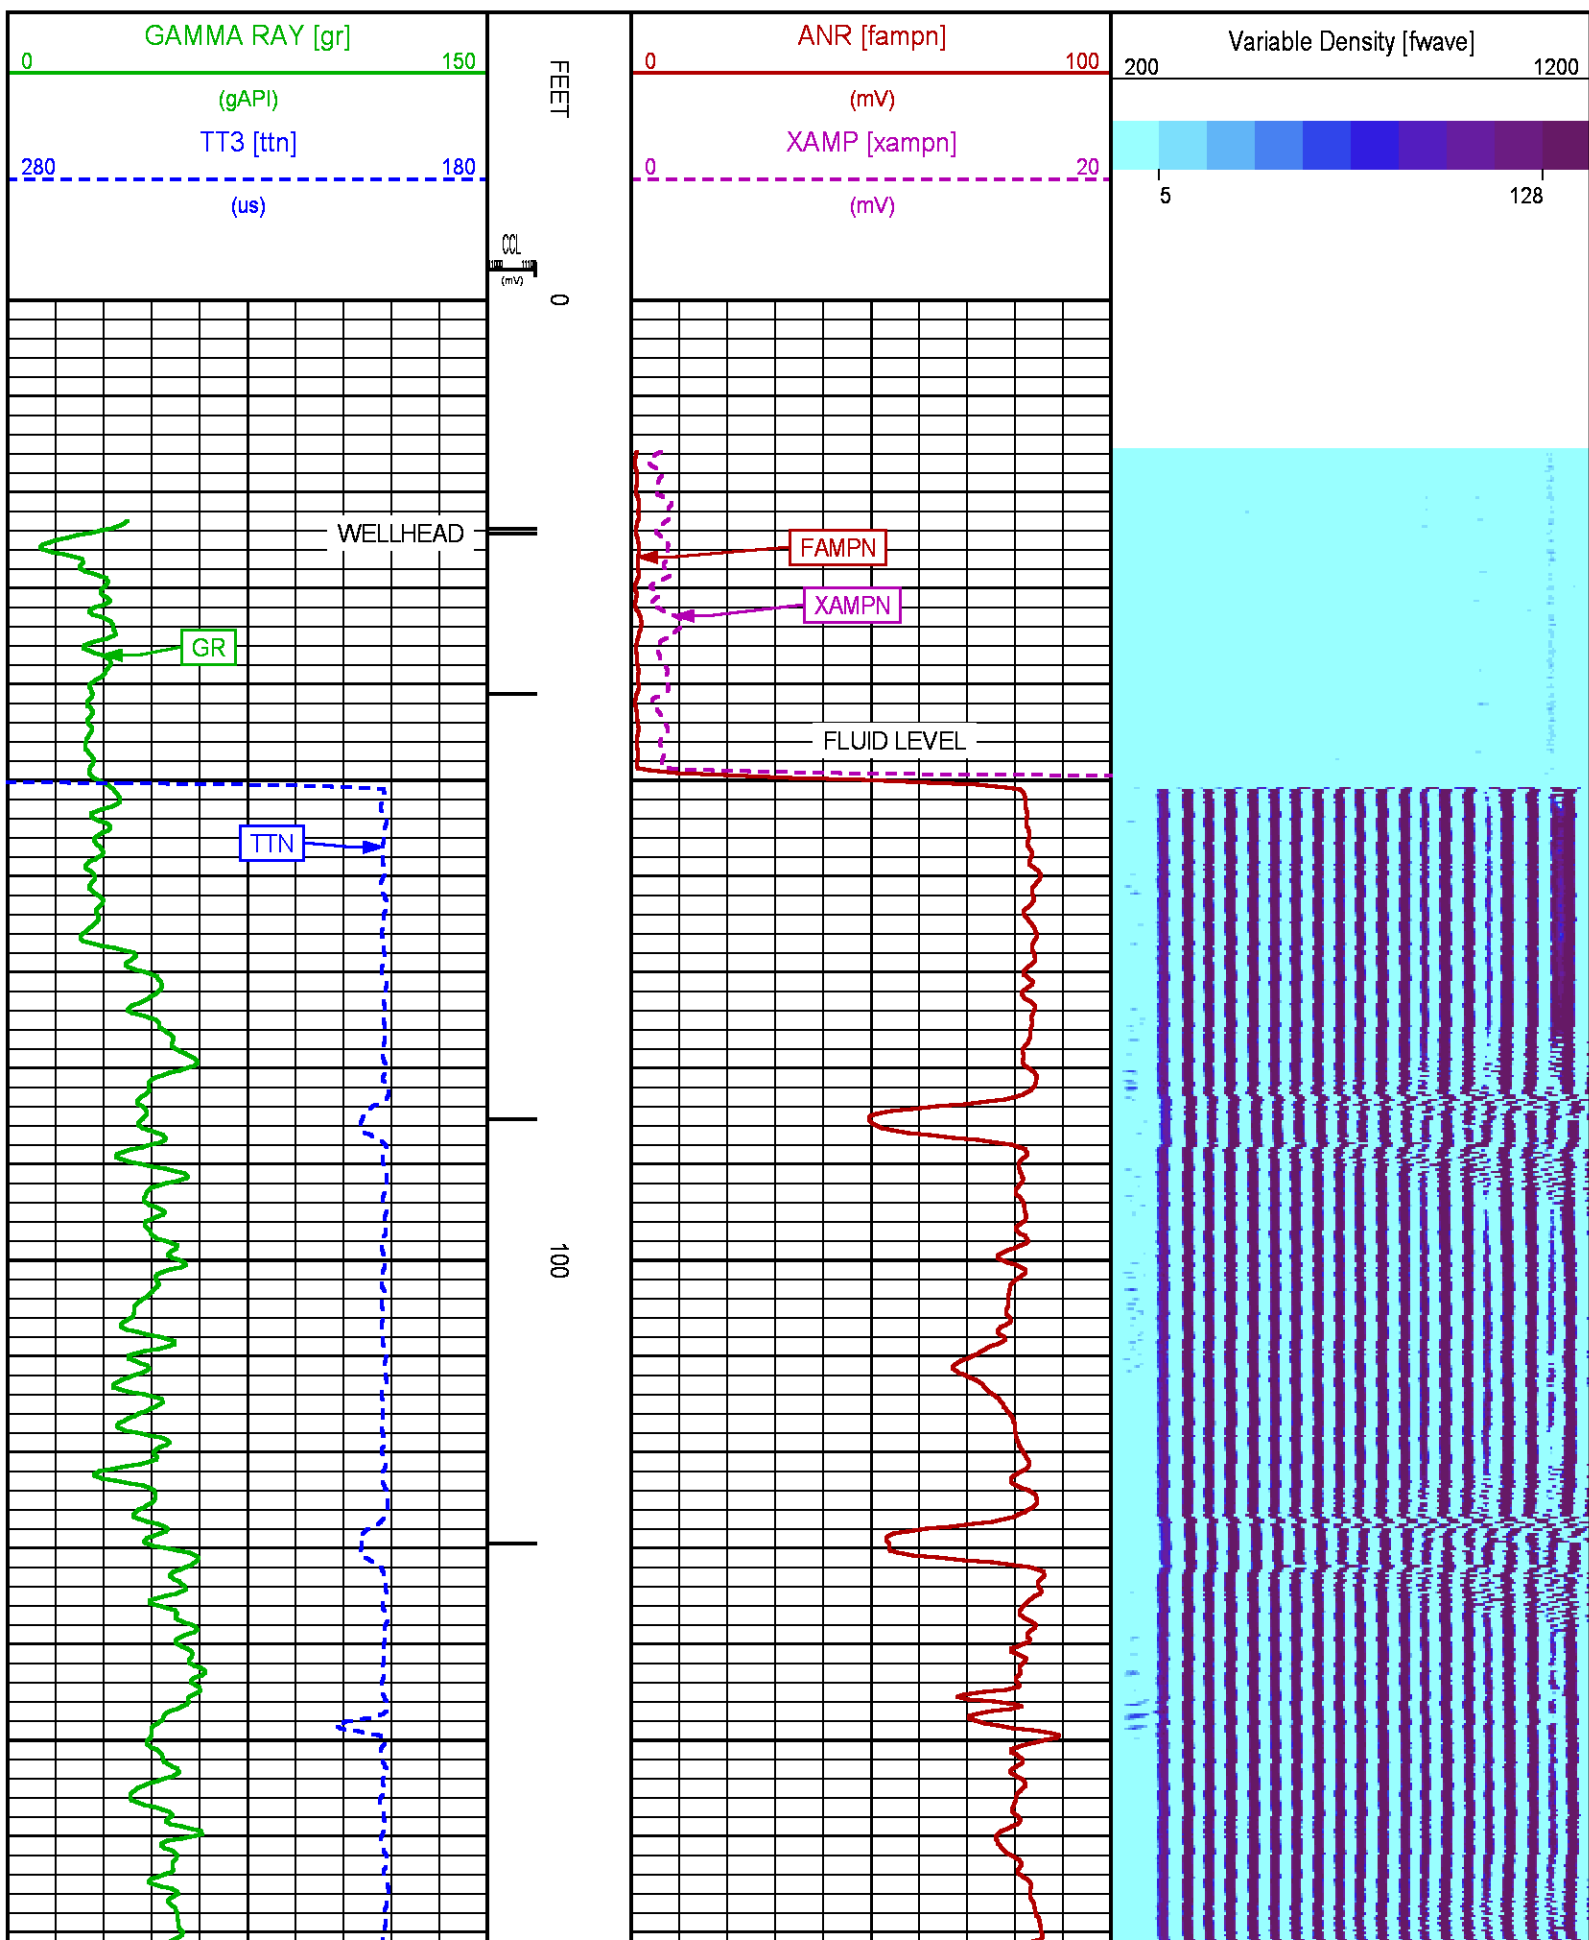 GAMMA RAY [gr]
0 150
(gAPI)
TT3 [ttn]
280 180
(us)
FEET
CCL
(mV)
0
ANR [fampn]
0 100
(mV)
XAMP [xampn]
0 20
(mV)
Variable Density [fwave]
200 1200
5 128
WELLHEAD
FAMPN
XAMPN
GR
FLUID LEVEL
TTN
100